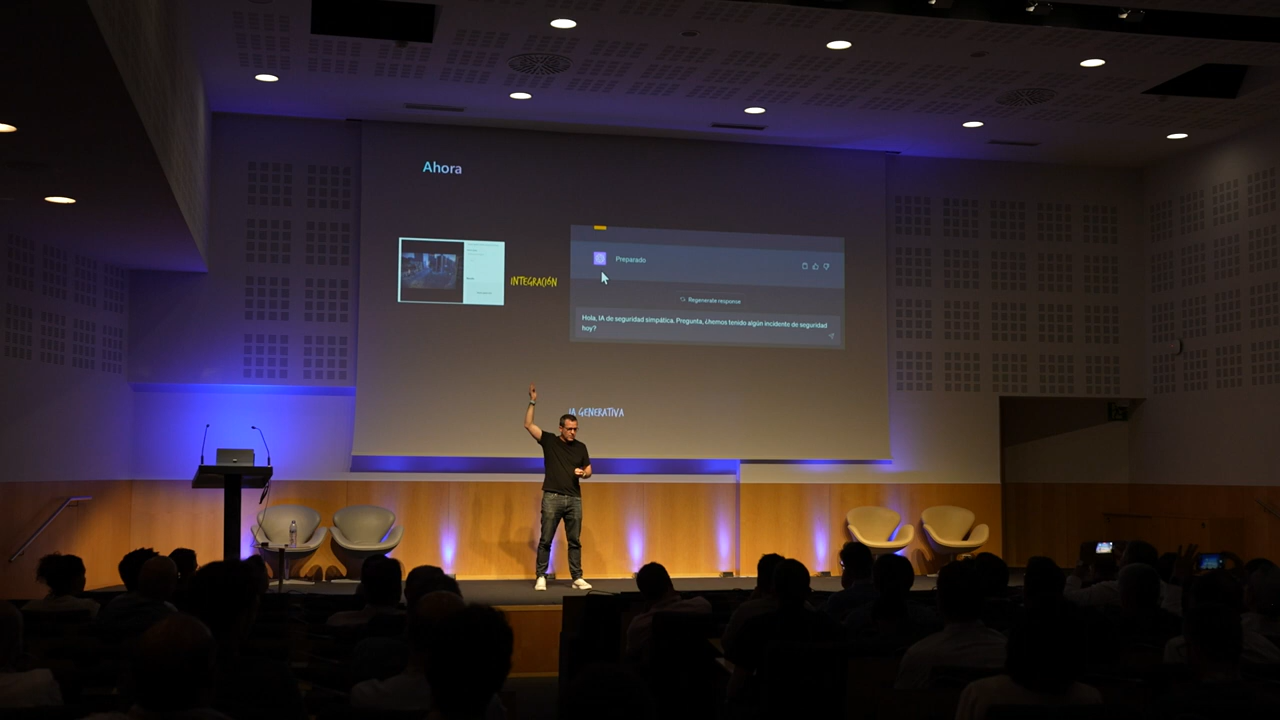 Ahora
INTEGRACIÓN
Preparado
Regenerate response
Hola, IA de seguridad simpática. Pregunta, ¿hemos tenido algún incidente de seguridad
hoy?
IA GENERATIVA